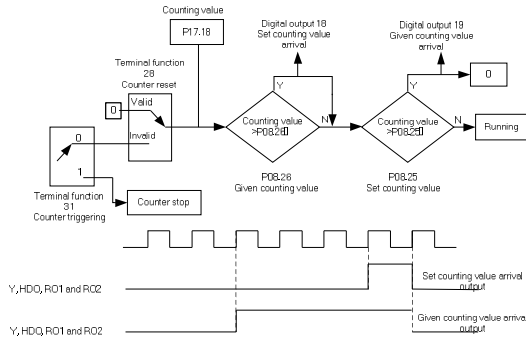 Counting value
P17.18
Digital output 18
Set counting value
arrival
Digital output 19
Given counting value
arrival
Terminal function
28
Counter reset
Valid
0
Invalid
Y
Y
0
Counting value
>P08.26
N
Counting value
>P08.25
N
Running
0
1
P08.26
Given counting value
P08.25
Set counting value
Terminal function
31
Counter triggering
Counter stop
Set counting value arrival
output
Y, HDO, RO1 and RO2
Given counting value arrival
output
Y, HDO, RO1 and RO2